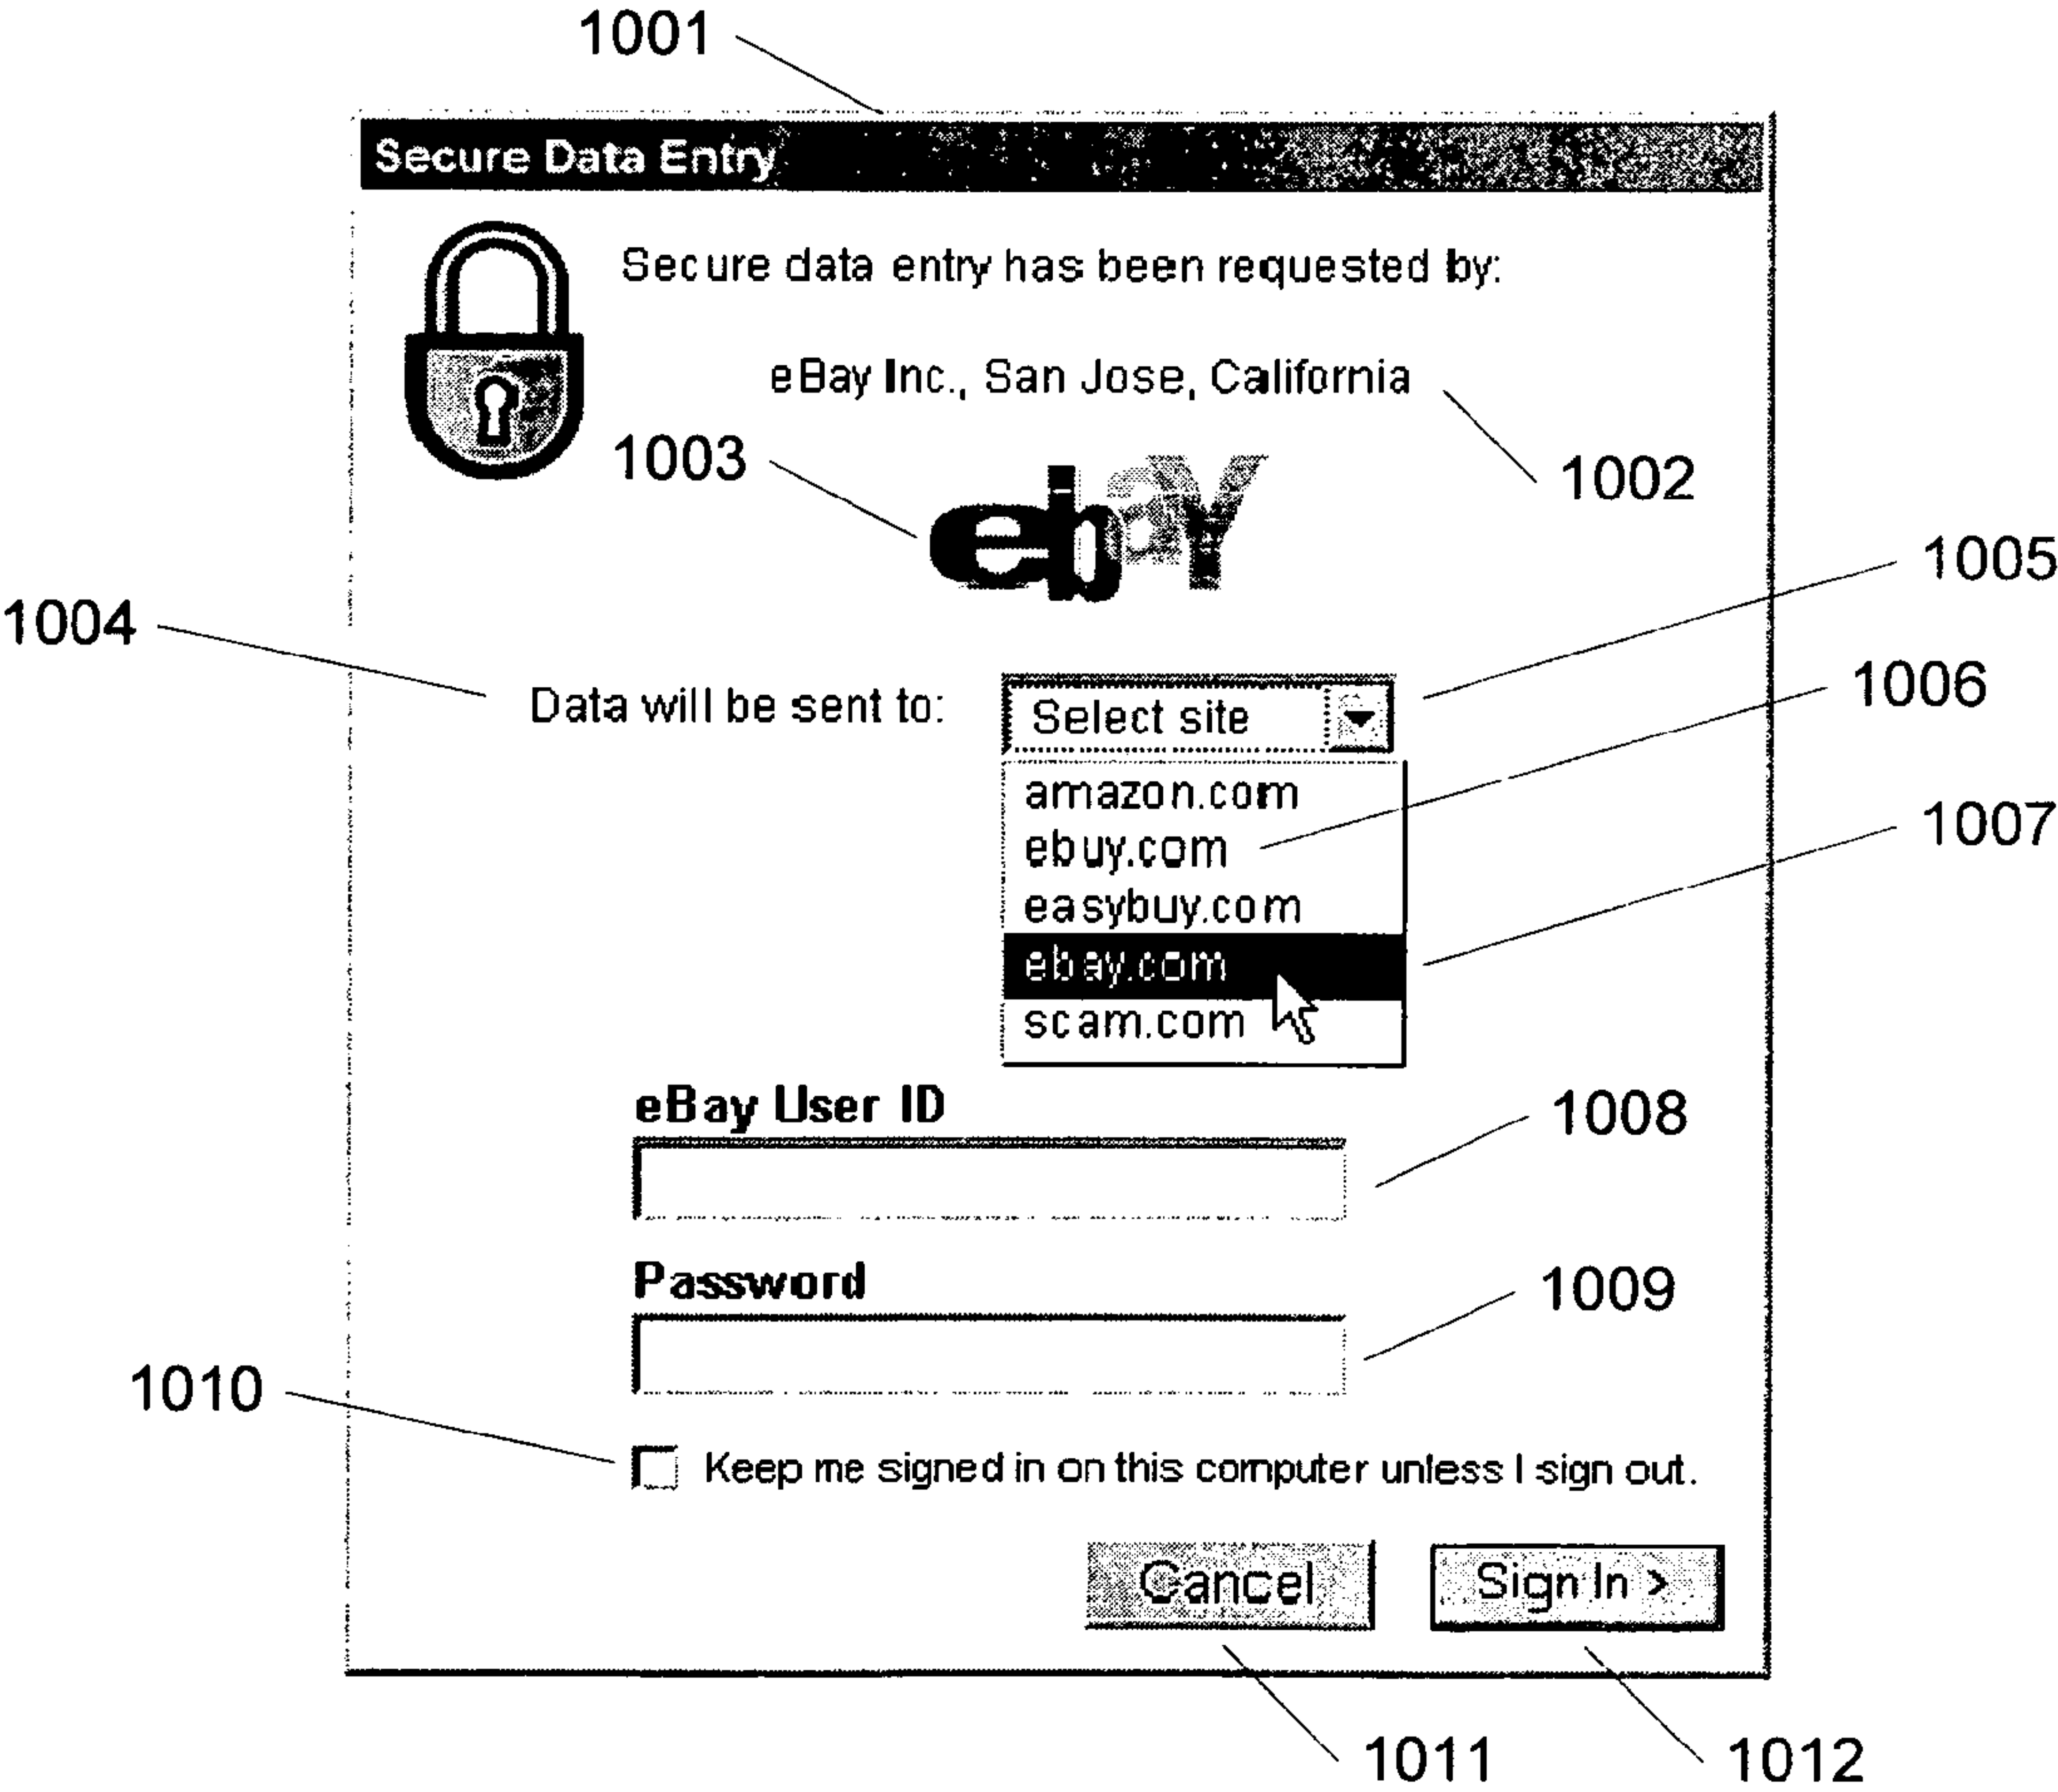 1001
Secure Data Entry
Secure data entry has been requested by:
eBay Inc., San Jose, California
1002
1003
ebaY
1004
1005
Data will be sent to:
Select site
1006
amazon.com
ebuy.com
1007
easybuy.com
ebay.com
scam.com
eBay User ID
1008
Password
1009
1010
Keep me signed in on this computer unless I sign out.
Cancel
Sign In >
1011
1012